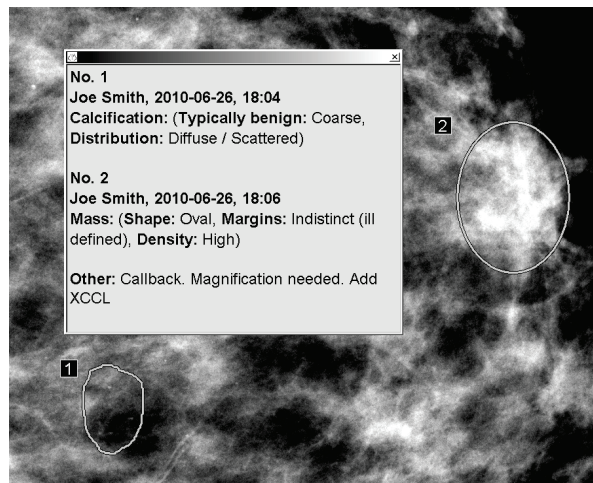 No. 1
Joe Smith, 2010-06-26, 18:04
Calcification: (Typically benign: Coarse,
Distribution: Diffuse / Scattered)
No. 2
Joe Smith, 2010-06-26, 18:06
Mass: (Shape: Oval, Margins: Indistinct (ill
defined), Density: High)
Other: Callback. Magnification needed. Add
XCCL
2
1